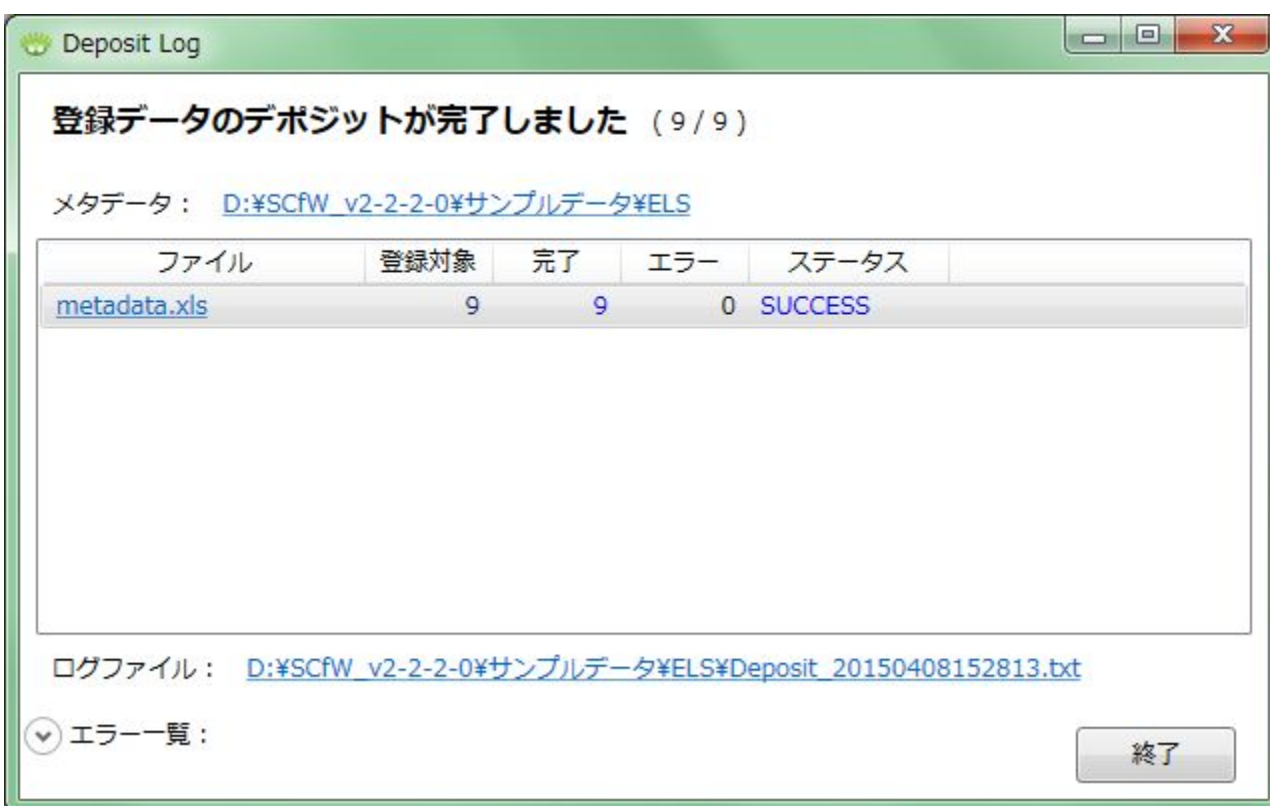 Deposit Log
登録データのデポジットが完了しました ( 9 / 9 )
メタデータ： D:¥SCfW_v2-2-2-0¥サンプルデータ¥ELS
ファイル 登録対象 完了 エラー ステータス
metadata.xls 9 9 0 SUCCESS
ログファイル： D:¥SCfW_v2-2-2-0¥サンプルデータ¥ELS¥Deposit_20150408152813.txt
エラー一覧：
終了